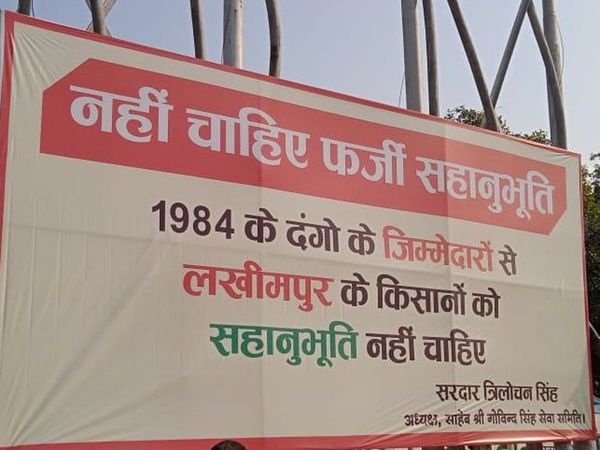 नहीं चाहिए फर्जी सहानुभूति
1984 के दंगो के जिम्मेदारों से
लखीमपुर के किसानों को
सहानुभूति नहीं चाहिए
सरदार त्रिलोचन सिंह
अध्यक्ष, साहेब श्री गोविन्द सिंह सेवा समिति।